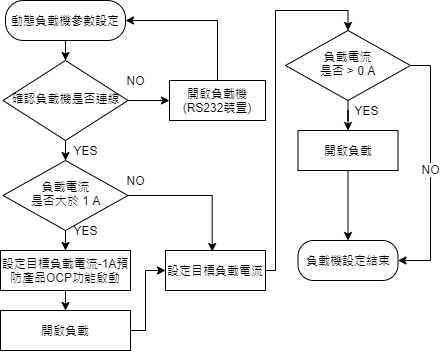 動態負載機參數設定
確認負載機是否連線
NO
開啟負載機
(RS232裝置)
YES
負載電流
是否大於 1 A
NO
YES
設定目標負載電流-1A預
防產品OCP功能啟動
開啟負載
設定目標負載電流
負載電流
是否 > 0 A
YES
開啟負載
NO
負載機設定結束